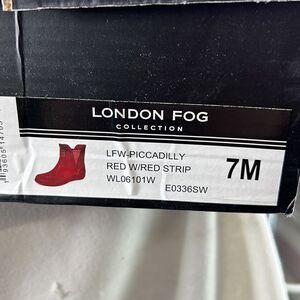 LONDON FOG
COLLECTION
LFW-PICCADILLY
RED W/RED STRIP
WL06101W
E0336SW
7M